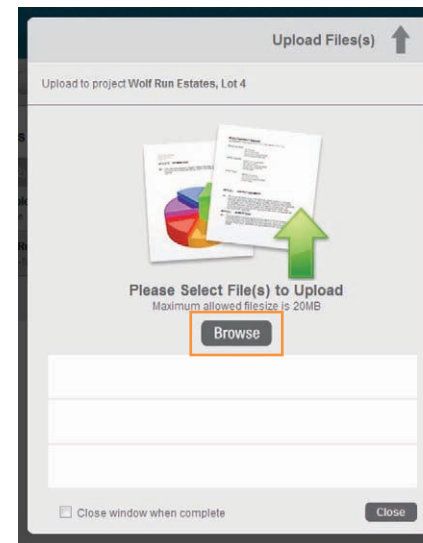 Upload Files(s)
Upload to project Wolf Run Estates, Lot 4
Please Select File(s) to Upload
Maximum allowed filesize is 20MB
Browse
Close window when complete
Close